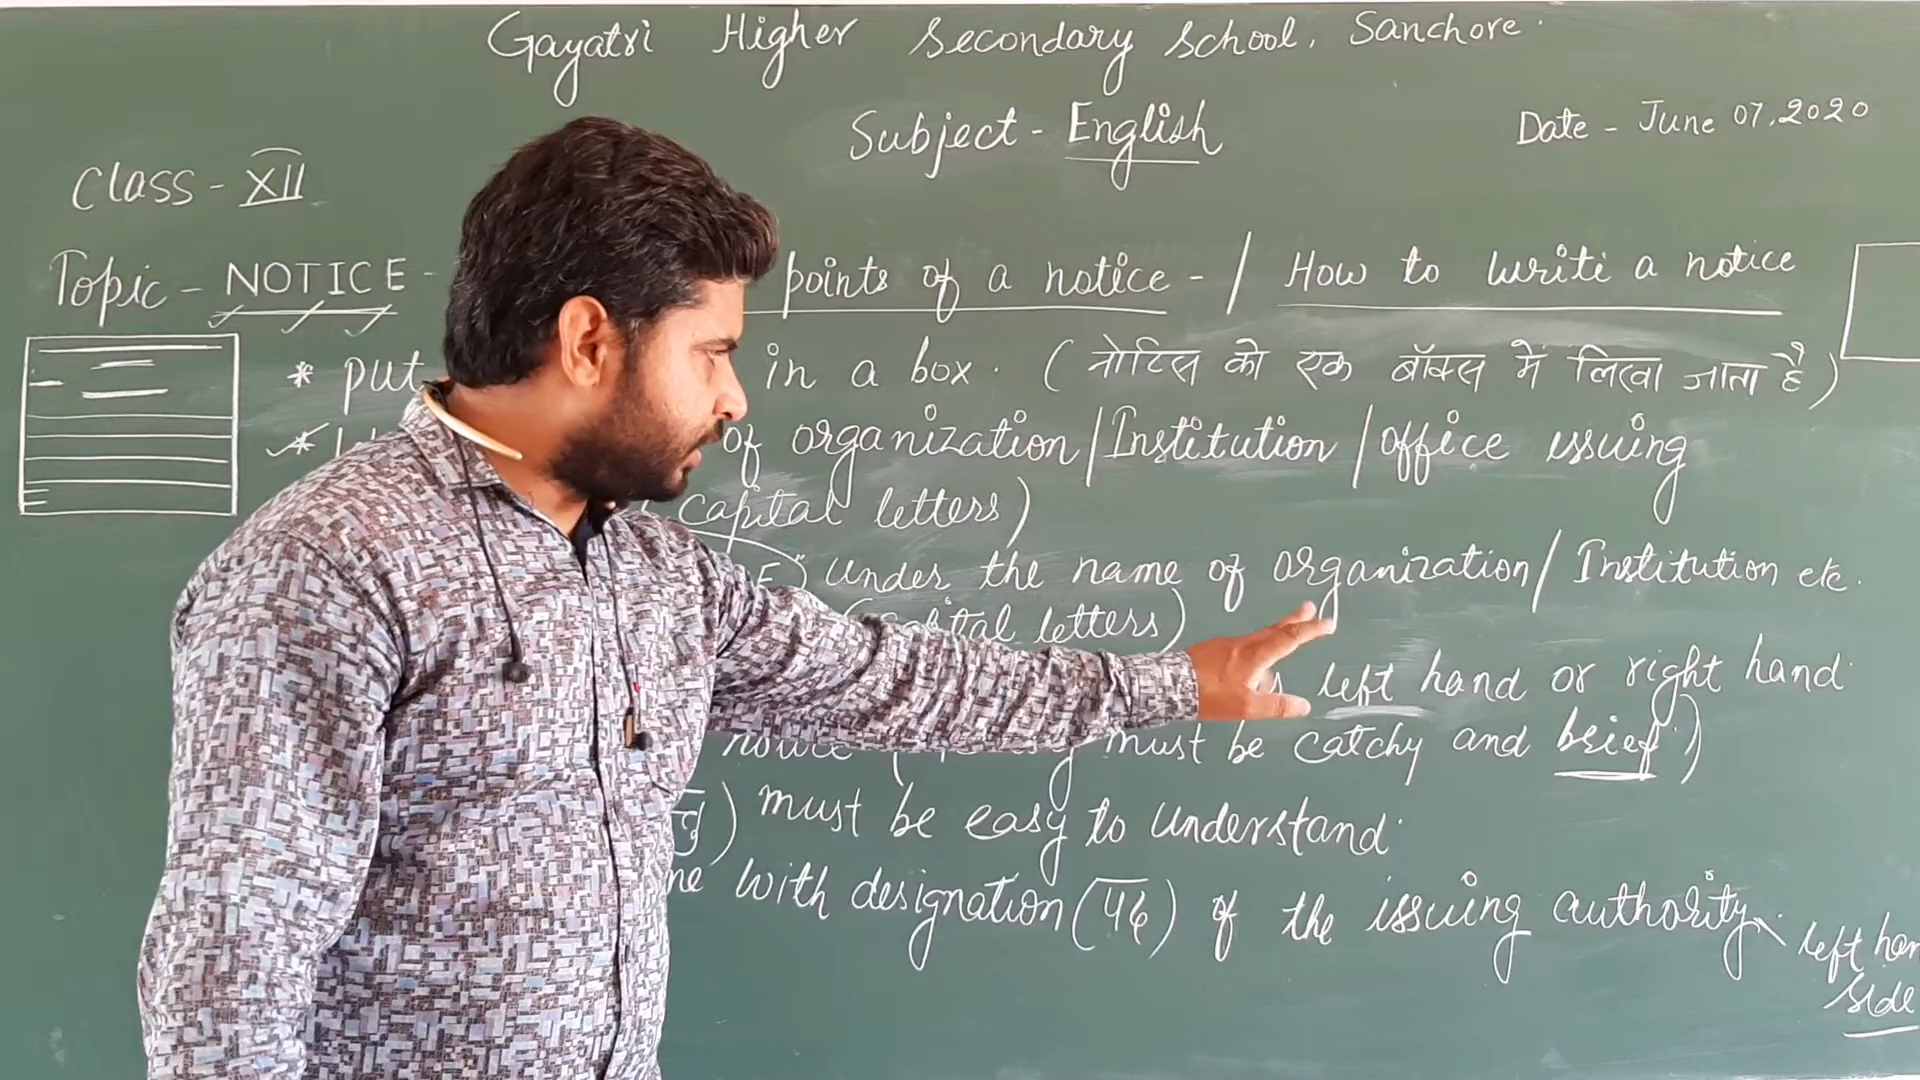 Gayatri Higher Secondary School, Sanchore.
Subject - English
Date - June 07, 2020
Class - XII
Topic - NOTICE - points of a notice - / How to write a notice
* put in a box. (नोटिस को एक बॉक्स में लिखा जाता है)
* of organization/Institution/office issuing
capital letters)
under the name of organization/Institution etc.
(capital letters)
left hand or right hand
notice ( must be catchy and brief.)
must be easy to understand.
with designation (पद) of the issuing authority.
left han
side